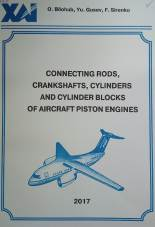 XAI
O. Bilohub, Yu. Gusev, F. Sirenko
CONNECTING RODS,
CRANKSHAFTS, CYLINDERS
AND CYLINDER BLOCKS
OF AIRCRAFT PISTON ENGINES
2017